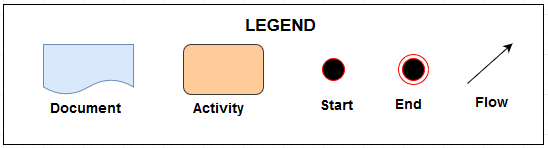 LEGEND
Document
Activity
Start
End
Flow